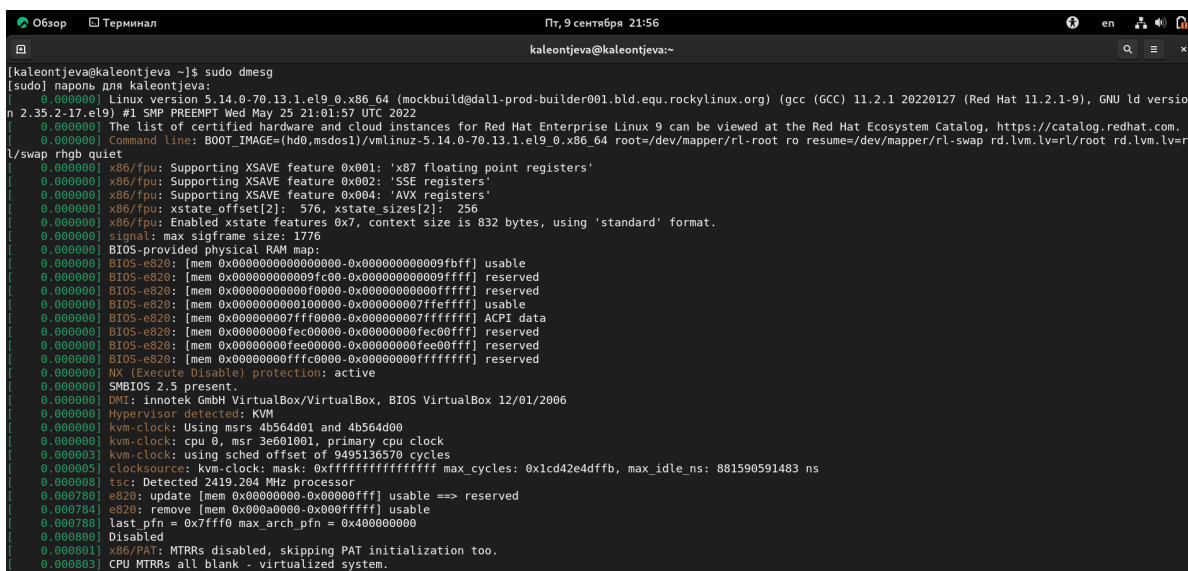 Обзор Терминал Пт, 9 сентября 21:56 en
kaleontjeva@kaleontjeva:~
[kaleontjeva@kaleontjeva ~]$ sudo dmesg
[sudo] пароль для kaleontjeva:
[    0.000000] Linux version 5.14.0-70.13.1.el9_0.x86_64 (mockbuild@dal1-prod-builder001.bld.equ.rockylinux.org) (gcc (GCC) 11.2.1 20220127 (Red Hat 11.2.1-9), GNU ld versio
n 2.35.2-17.el9) #1 SMP PREEMPT Wed May 25 21:01:57 UTC 2022
[    0.000000] The list of certified hardware and cloud instances for Red Hat Enterprise Linux 9 can be viewed at the Red Hat Ecosystem Catalog, https://catalog.redhat.com.
[    0.000000] Command line: BOOT_IMAGE=(hd0,msdos1)/vmlinuz-5.14.0-70.13.1.el9_0.x86_64 root=/dev/mapper/rl-root ro resume=/dev/mapper/rl-swap rd.lvm.lv=rl/root rd.lvm.lv=r
l/swap rhgb quiet
[    0.000000] x86/fpu: Supporting XSAVE feature 0x001: 'x87 floating point registers'
[    0.000000] x86/fpu: Supporting XSAVE feature 0x002: 'SSE registers'
[    0.000000] x86/fpu: Supporting XSAVE feature 0x004: 'AVX registers'
[    0.000000] x86/fpu: xstate_offset[2]:  576, xstate_sizes[2]:  256
[    0.000000] x86/fpu: Enabled xstate features 0x7, context size is 832 bytes, using 'standard' format.
[    0.000000] signal: max sigframe size: 1776
[    0.000000] BIOS-provided physical RAM map:
[    0.000000] BIOS-e820: [mem 0x0000000000000000-0x000000000009fbff] usable
[    0.000000] BIOS-e820: [mem 0x000000000009fc00-0x000000000009ffff] reserved
[    0.000000] BIOS-e820: [mem 0x00000000000f0000-0x00000000000fffff] reserved
[    0.000000] BIOS-e820: [mem 0x0000000000100000-0x000000007ffeffff] usable
[    0.000000] BIOS-e820: [mem 0x000000007fff0000-0x000000007fffffff] ACPI data
[    0.000000] BIOS-e820: [mem 0x00000000fec00000-0x00000000fec00fff] reserved
[    0.000000] BIOS-e820: [mem 0x00000000fee00000-0x00000000fee00fff] reserved
[    0.000000] BIOS-e820: [mem 0x00000000fffc0000-0x00000000ffffffff] reserved
[    0.000000] NX (Execute Disable) protection: active
[    0.000000] SMBIOS 2.5 present.
[    0.000000] DMI: innotek GmbH VirtualBox/VirtualBox, BIOS VirtualBox 12/01/2006
[    0.000000] Hypervisor detected: KVM
[    0.000000] kvm-clock: Using msrs 4b564d01 and 4b564d00
[    0.000000] kvm-clock: cpu 0, msr 3e601001, primary cpu clock
[    0.000003] kvm-clock: using sched offset of 9495136570 cycles
[    0.000005] clocksource: kvm-clock: mask: 0xffffffffffffffff max_cycles: 0x1cd42e4dffb, max_idle_ns: 881590591483 ns
[    0.000008] tsc: Detected 2419.204 MHz processor
[    0.000780] e820: update [mem 0x00000000-0x00000fff] usable ==> reserved
[    0.000784] e820: remove [mem 0x000a0000-0x000fffff] usable
[    0.000788] last_pfn = 0x7fff0 max_arch_pfn = 0x400000000
[    0.000800] Disabled
[    0.000801] x86/PAT: MTRRs disabled, skipping PAT initialization too.
[    0.000803] CPU MTRRs all blank - virtualized system.